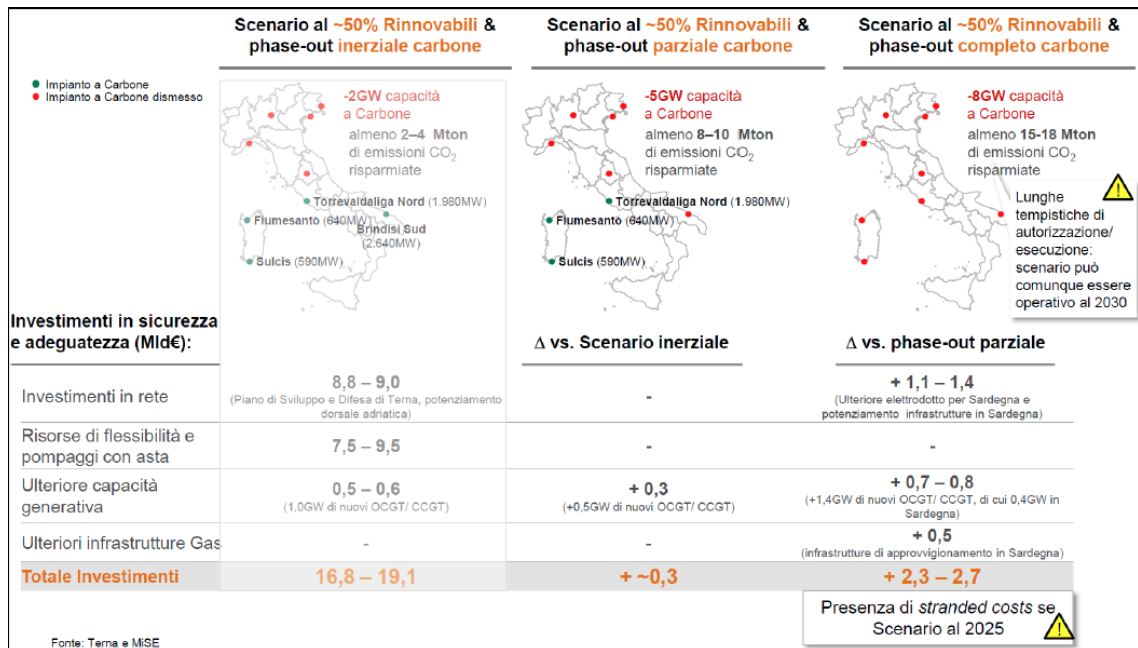 Scenario al ~50% Rinnovabili &
phase-out inerziale carbone
Scenario al ~50% Rinnovabili &
phase-out parziale carbone
Scenario al ~50% Rinnovabili &
phase-out completo carbone
Impianto a Carbone
Impianto a Carbone dismesso
-2GW capacità
a Carbone
almeno 2–4 Mton
di emissioni CO2
risparmiate
Torrevaldaliga Nord (1.980MW)
Fiumesanto (640MW)
Brindisi Sud
(2.640MW)
Sulcis (590MW)
-5GW capacità
a Carbone
almeno 8–10 Mton
di emissioni CO2
risparmiate
Torrevaldaliga Nord (1.980MW)
Fiumesanto (640MW)
Sulcis (590MW)
-8GW capacità
a Carbone
almeno 15-18 Mton
di emissioni CO2
risparmiate
Lunghe
tempistiche di
autorizzazione/
esecuzione:
scenario può
comunque essere
operativo al 2030
Investimenti in sicurezza
e adeguatezza (Mld€):
Δ vs. Scenario inerziale
Δ vs. phase-out parziale
Investimenti in rete
8,8 – 9,0
(Piano di Sviluppo e Difesa di Terna, potenziamento
dorsale adriatica)
-
+ 1,1 – 1,4
(Ulteriore elettrodotto per Sardegna e
potenziamento infrastrutture in Sardegna)
Risorse di flessibilità e
pompaggi con asta
7,5 – 9,5
-
-
Ulteriore capacità
generativa
0,5 – 0,6
(1,0GW di nuovi OCGT/ CCGT)
+ 0,3
(+0,5GW di nuovi OCGT/ CCGT)
+ 0,7 – 0,8
(+1,4GW di nuovi OCGT/ CCGT, di cui 0,4GW in
Sardegna)
Ulteriori infrastrutture Gas
-
-
+ 0,5
(infrastrutture di approvvigionamento in Sardegna)
Totale Investimenti
16,8 – 19,1
+ ~0,3
+ 2,3 – 2,7
Presenza di stranded costs se
Scenario al 2025
Fonte: Terna e MiSE